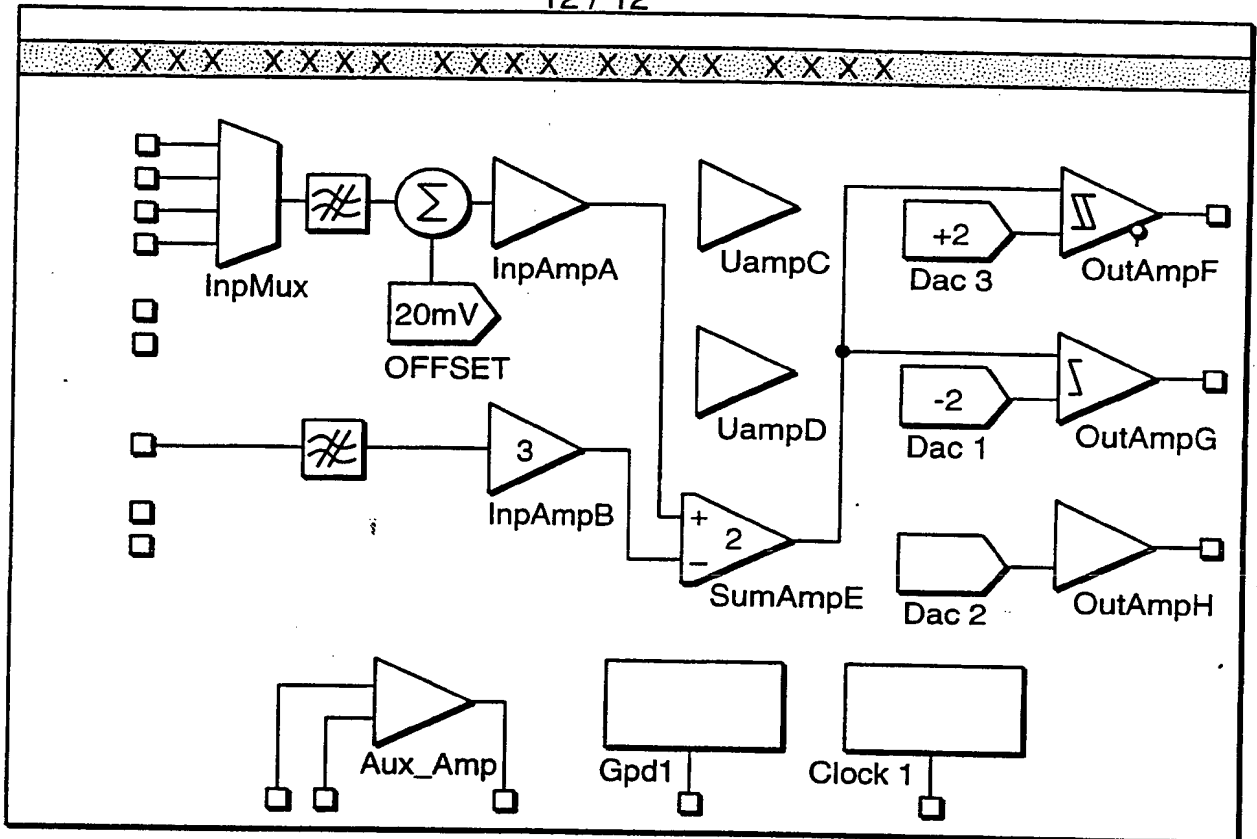 12 / 12
X X X X X X X X X X X X X X X X X X X X
InpMux
Σ
20mV
OFFSET
InpAmpA
UampC
+2
Dac 3
OutAmpF
UampD
-2
Dac 1
OutAmpG
3
InpAmpB
+
2
−
SumAmpE
Dac 2
OutAmpH
Aux_Amp
Gpd1
Clock 1